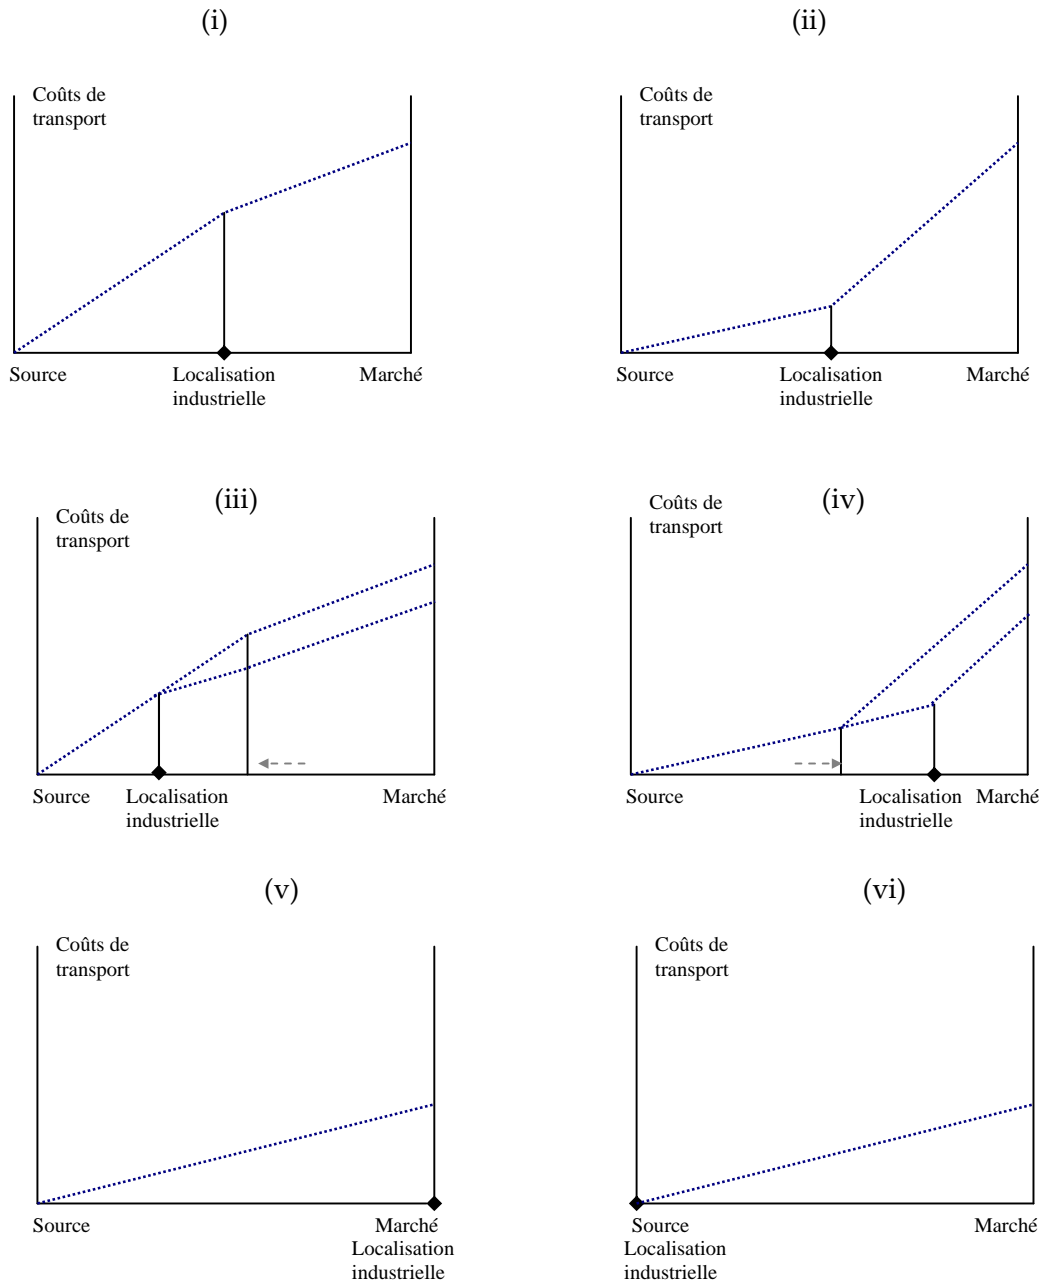 (i)
Coûts de
transport
Source
Localisation
industrielle
Marché
(ii)
Coûts de
transport
Source
Localisation
industrielle
Marché
(iii)
Coûts de
transport
Source
Localisation
industrielle
Marché
(iv)
Coûts de
transport
Source
Localisation
industrielle
Marché
(v)
Coûts de
transport
Source
Marché
Localisation
industrielle
(vi)
Coûts de
transport
Source
Localisation
industrielle
Marché